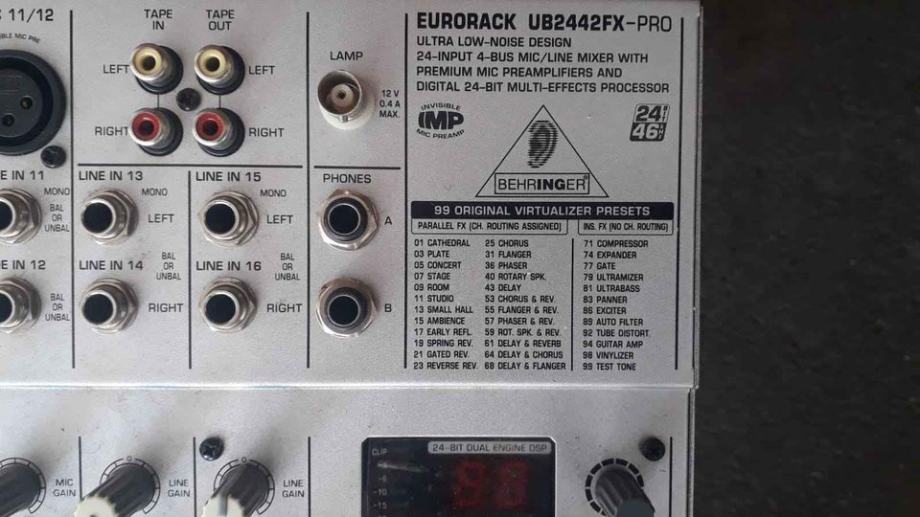 11/12
TAPE IN
TAPE OUT
LEFT
LEFT
RIGHT
RIGHT
LAMP
12 V
0.4 A
MAX.
EURORACK UB2442FX-PRO
ULTRA LOW-NOISE DESIGN
24-INPUT 4-BUS MIC/LINE MIXER WITH
PREMIUM MIC PREAMPLIFIERS AND
DIGITAL 24-BIT MULTI-EFFECTS PROCESSOR
INVISIBLE
IMP
MIC PREAMP
24 BIT
46 kHz
BEHRINGER
LINE IN 13
MONO
LEFT
LINE IN 15
MONO
LEFT
PHONES
A
B
IN 11
MONO
BAL
OR
UNBAL
IN 12
BAL
OR
UNBAL
LINE IN 14
BAL
OR
UNBAL
RIGHT
LINE IN 16
BAL
OR
UNBAL
RIGHT
99 ORIGINAL VIRTUALIZER PRESETS
PARALLEL FX (CH. ROUTING ASSIGNED)
INS. FX (NO CH. ROUTING)
01 CATHEDRAL
03 PLATE
05 CONCERT
07 STAGE
09 ROOM
11 STUDIO
13 SMALL HALL
15 AMBIENCE
17 EARLY REFL.
19 SPRING REV.
21 GATED REV.
23 REVERSE REV.
25 CHORUS
31 FLANGER
36 PHASER
40 ROTARY SPK.
43 DELAY
53 CHORUS & REV.
55 FLANGER & REV.
57 PHASER & REV.
59 ROT. SPK. & REV.
61 DELAY & REVERB
64 DELAY & CHORUS
68 DELAY & FLANGER
71 COMPRESSOR
74 EXPANDER
77 GATE
79 ULTRAMIZER
81 ULTRABASS
83 PANNER
86 EXCITER
89 AUTO FILTER
92 TUBE DISTORT.
94 GUITAR AMP
98 VINYLIZER
99 TEST TONE
MIC
GAIN
LINE
GAIN
LINE
GAIN
24-BIT DUAL ENGINE DSP
CLIP